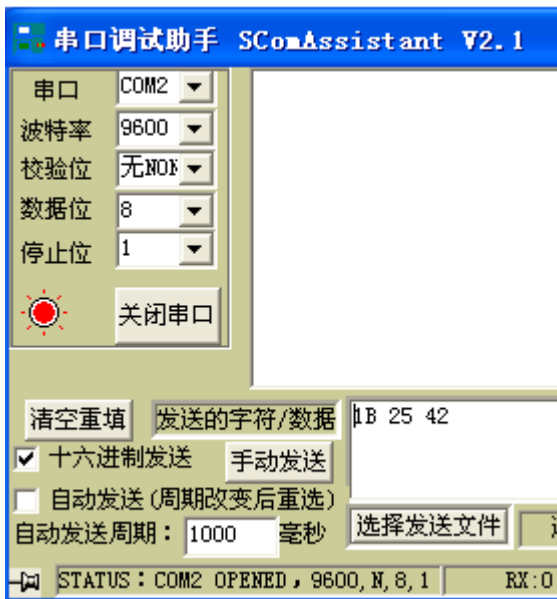 串口调试助手 SComAssistant V2.1
串口 COM2
波特率 9600
校验位 无NON
数据位 8
停止位 1
关闭串口
清空重填 发送的字符/数据 1B 25 42
十六进制发送 手动发送
自动发送(周期改变后重选)
自动发送周期: 1000 毫秒 选择发送文件
STATUS:COM2 OPENED,9600,N,8,1 RX:0